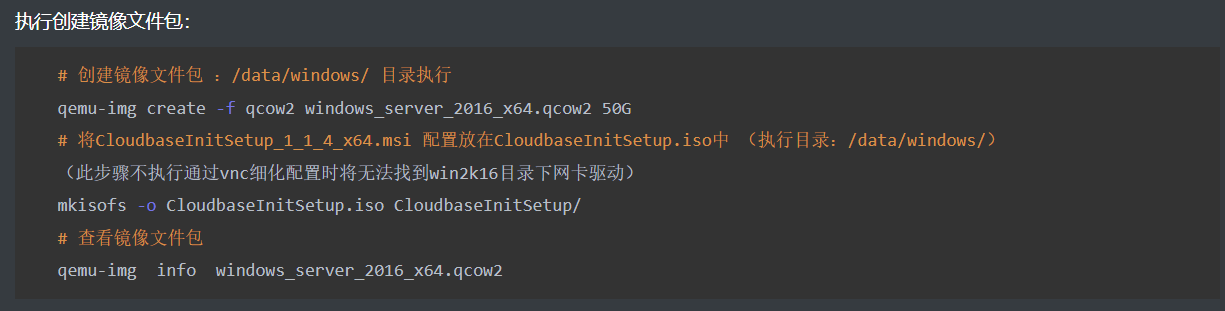 执行创建镜像文件包:
# 创建镜像文件包 : /data/windows/ 目录执行
qemu-img create -f qcow2 windows_server_2016_x64.qcow2 50G
# 将CloudbaseInitSetup_1_1_4_x64.msi 配置放在CloudbaseInitSetup.iso中 （执行目录: /data/windows/）
（此步骤不执行通过vnc细化配置时将无法找到win2k16目录下网卡驱动）
mkisofs -o CloudbaseInitSetup.iso CloudbaseInitSetup/
# 查看镜像文件包
qemu-img  info  windows_server_2016_x64.qcow2